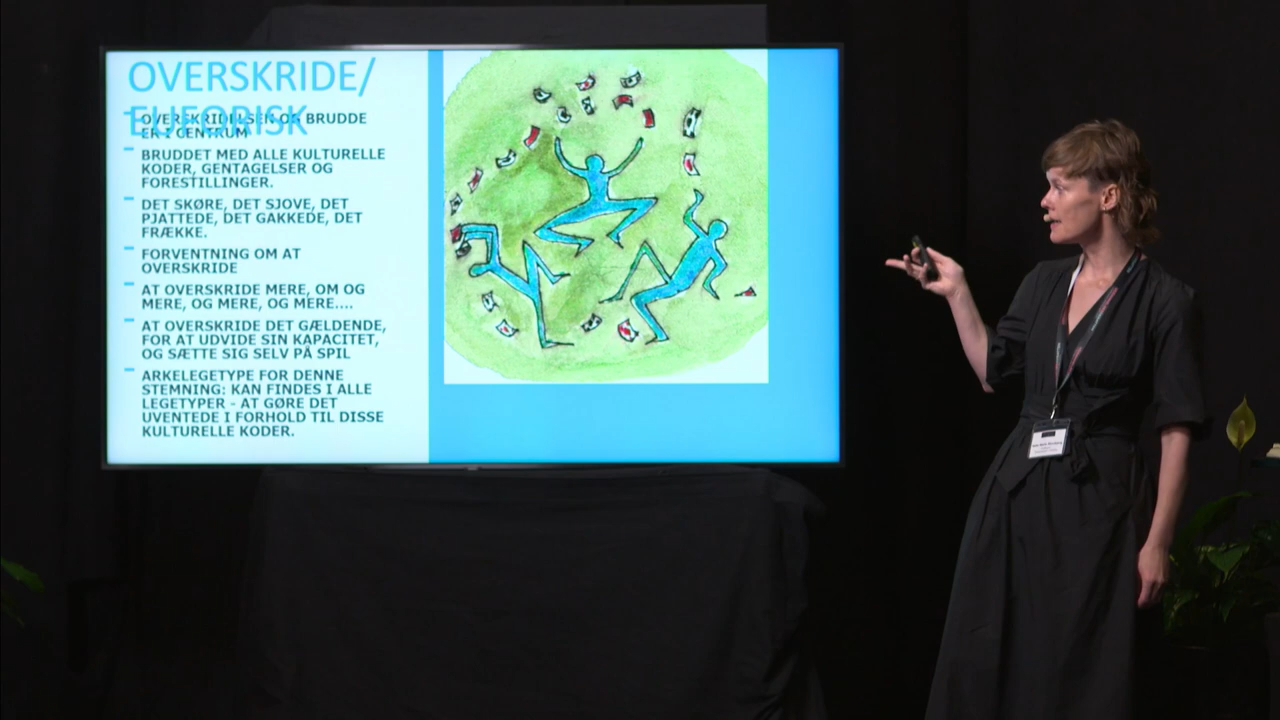 OVERSKRIDE/
EUFORISK
OVERSKRIDELSEN OG BRUDDE
ER I CENTRUM
BRUDDET MED ALLE KULTURELLE
KODER, GENTAGELSER OG
FORESTILLINGER.
DET SKØRE, DET SJOVE, DET
PJATTEDE, DET GAKKEDE, DET
FRÆKKE.
FORVENTNING OM AT
OVERSKRIDE
AT OVERSKRIDE MERE, OM OG
MERE, OG MERE, OG MERE....
AT OVERSKRIDE DET GÆLDENDE,
FOR AT UDVIDE SIN KAPACITET,
OG SÆTTE SIG SELV PÅ SPIL
ARKELEGETYPE FOR DENNE
STEMNING: KAN FINDES I ALLE
LEGETYPER - AT GØRE DET
UVENTEDE I FORHOLD TIL DISSE
KULTURELLE KODER.